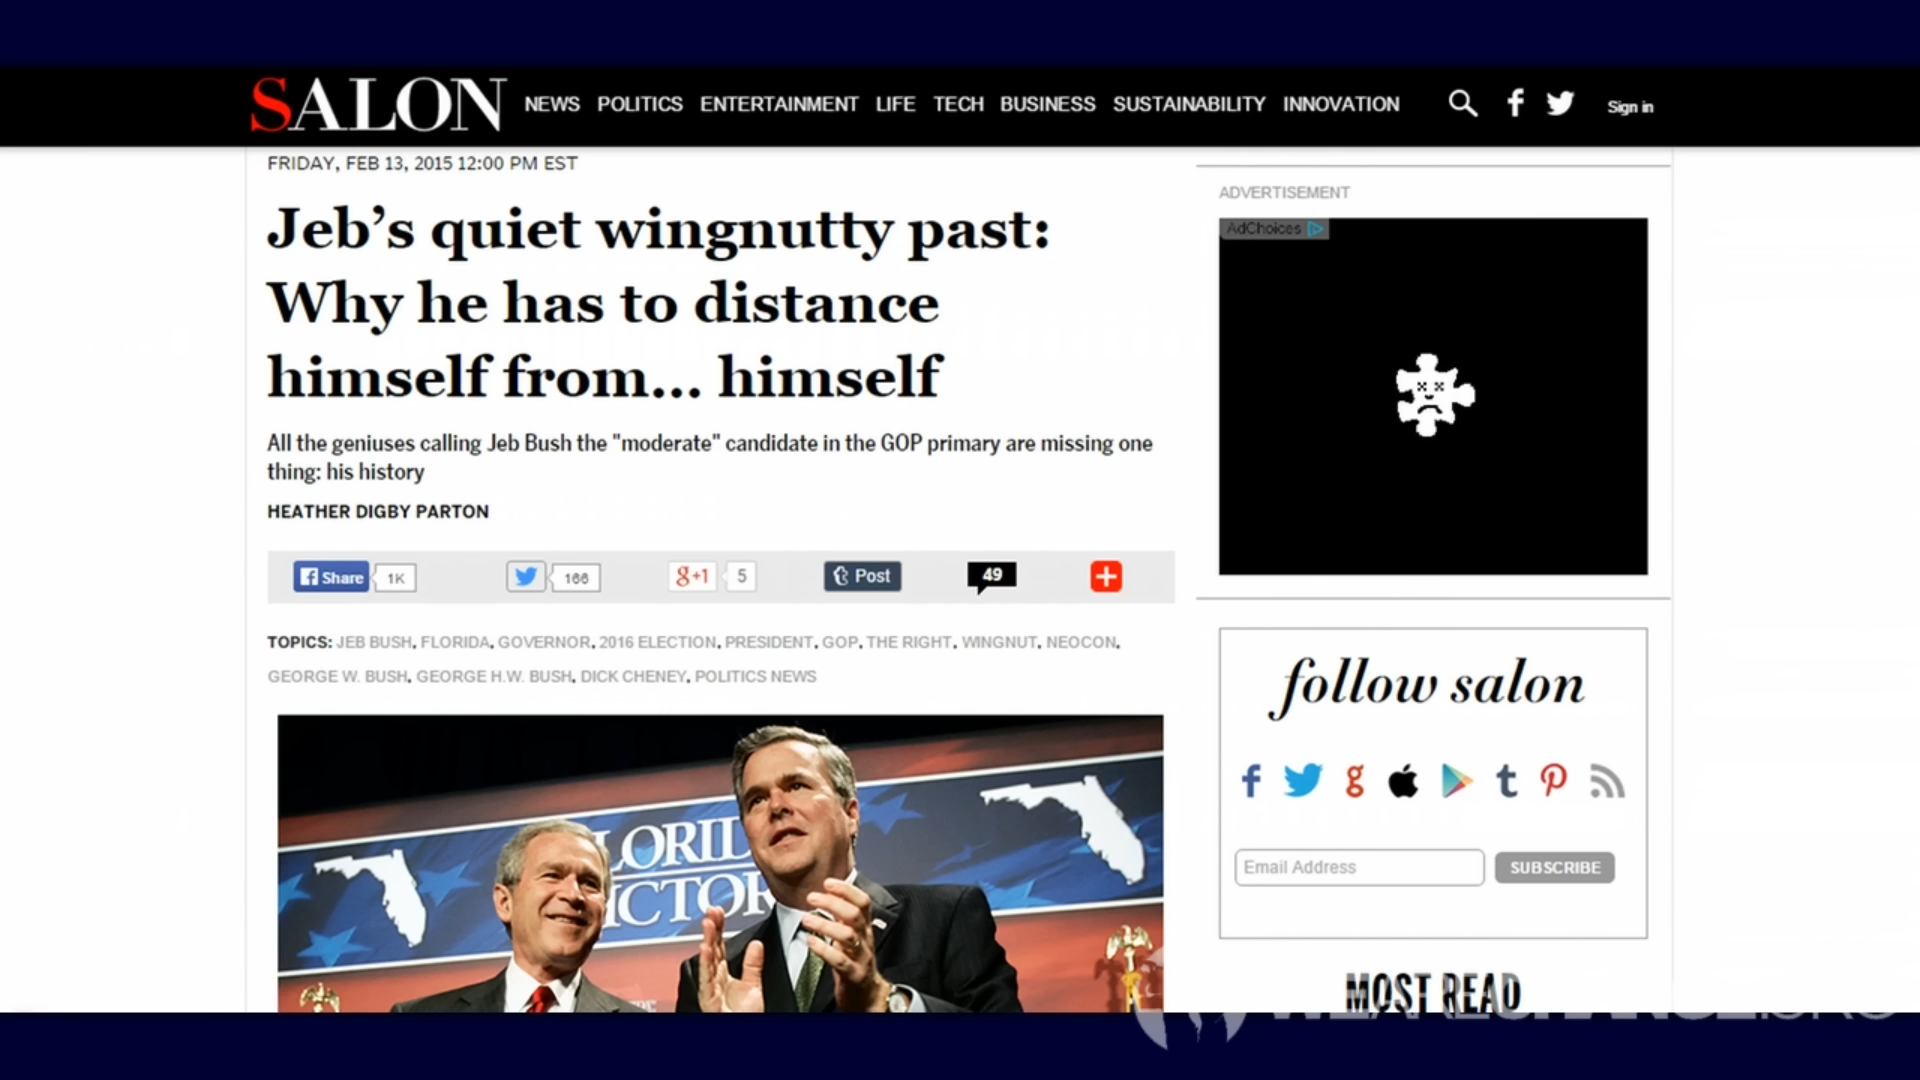 SALON NEWS POLITICS ENTERTAINMENT LIFE TECH BUSINESS SUSTAINABILITY INNOVATION Sign in
FRIDAY, FEB 13, 2015 12:00 PM EST
Jeb’s quiet wingnutty past:
Why he has to distance
himself from... himself
All the geniuses calling Jeb Bush the "moderate" candidate in the GOP primary are missing one
thing: his history
HEATHER DIGBY PARTON
Share 1K 166 g+1 5 Post 49
TOPICS: JEB BUSH, FLORIDA, GOVERNOR, 2016 ELECTION, PRESIDENT, GOP, THE RIGHT, WINGNUT, NEOCON,
GEORGE W. BUSH, GEORGE H.W. BUSH, DICK CHENEY, POLITICS NEWS
LORID
ICTOR
ADVERTISEMENT
AdChoices
follow salon
Email Address SUBSCRIBE
MOST READ